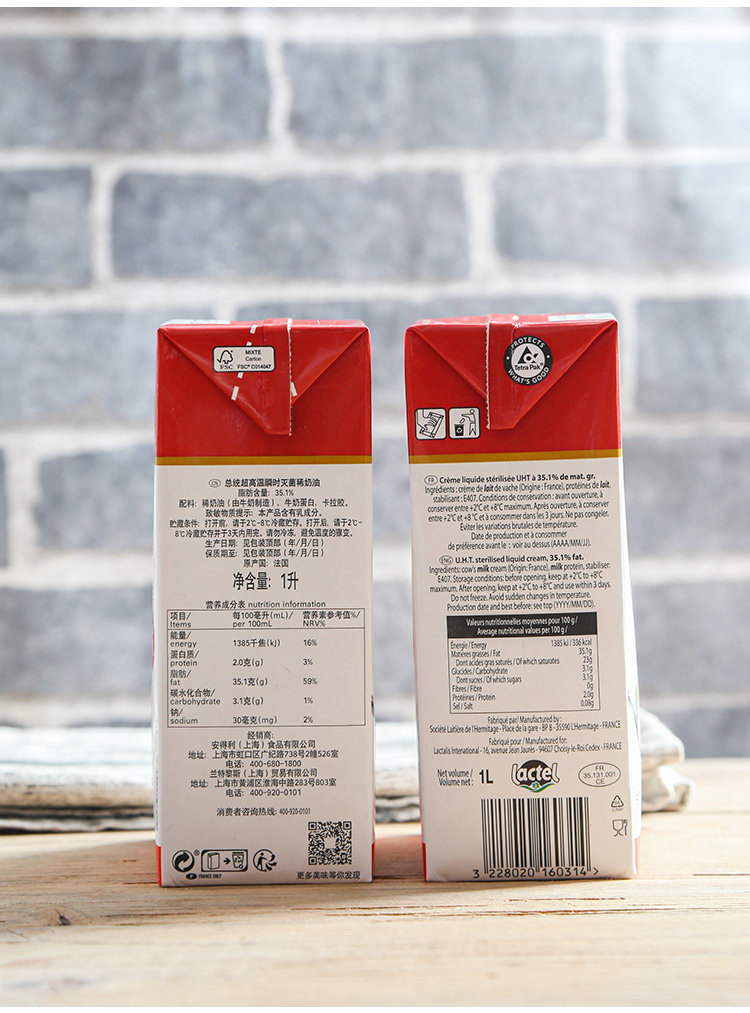 FSC
MIXTE
Carton
FSC® C014047
CN 总统超高温瞬时灭菌稀奶油
脂肪含量: 35.1%
配料: 稀奶油（由牛奶制造），牛奶蛋白，卡拉胶。
致敏物质提示: 本产品含有乳成分。
贮藏条件: 打开前, 请于2℃-8℃冷藏贮存。打开后, 请于2℃-
8℃冷藏贮存并于3天内用完。请勿冷冻, 避免温度的骤变。
生产日期: 见包装顶部（年/月/日）
保质期至: 见包装顶部（年/月/日）
原产国: 法国
净含量: 1升
营养成分表 nutrition information
项目/ 每100毫升(mL)/ 营养素参考值%/
Items per 100mL NRV%
能量/
energy 1385千焦(kJ) 16%
蛋白质/
protein 2.0克(g) 3%
脂肪/
fat 35.1克(g) 59%
碳水化合物/
carbohydrate 3.1克(g) 1%
钠/
sodium 30毫克(mg) 2%
经销商:
安得利（上海）食品有限公司
地址: 上海市虹口区广纪路738号2幢526室
电话: 400-680-1800
兰特黎斯（上海）贸易有限公司
地址: 上海市黄浦区淮海中路381号
电话: 400-920-0101
消费者咨询热线: 400-920-0101
FRANCE ONLY
更多美味等你发现
PROTECTS
Tetra Pak®
WHAT'S GOOD
FR Crème liquide stérilisée UHT à 35.1% de mat. gr.
Ingrédients : crème de lait de vache (Origine : France), protéines de lait,
stabilisant : E407. Conditions de conservation : avant ouverture, à
conserver entre +2°C et +8°C maximum. Après ouverture, à conserver
entre +2°C et +8 °C et à consommer dans les 3 jours. Ne pas congeler.
Éviter les variations brutales de température.
Date de production et à consommer
de préférence avant le : voir au dessus (AAAA/MM/JJ).
ENG U.H.T. sterilised liquid cream, 35.1% fat.
Ingredients: cow's milk cream (Origin: France), milk protein, stabiliser:
E407. Storage conditions: before opening, keep at +2°C to +8°C
maximum. After opening, keep at +2°C to +8°C and use within 3 days.
Do not freeze. Avoid sudden changes in temperature.
Production date and best before: see top (YYYY/MM/DD).
Valeurs nutritionnelles moyennes pour 100 g /
Average nutritional values per 100 g /
Énergie / Energy 1385 kJ / 336 kcal
Matières grasses / Fat 35.1g
Dont acides gras saturés / Of which saturates 23g
Glucides / Carbohydrate 3.1g
Dont sucres / Of which sugars 3.1g
Fibres / Fibre 0g
Protéines / Protein 2.0g
Sel / Salt 0.08g
Fabriqué par / Manufactured by :
Société Laitière de l'Hermitage - Place de la gare - BP 8 - 35590 L'Hermitage - FRANCE
Fabriqué pour / Manufactured for:
Lactalis International - 16, avenue Jean Jaurès - 94607 Choisy-le-Roi Cedex - FRANCE
Net volume /
Volume net : 1L
lactel
FR
35.131.001
CE
3 228020 160314 >